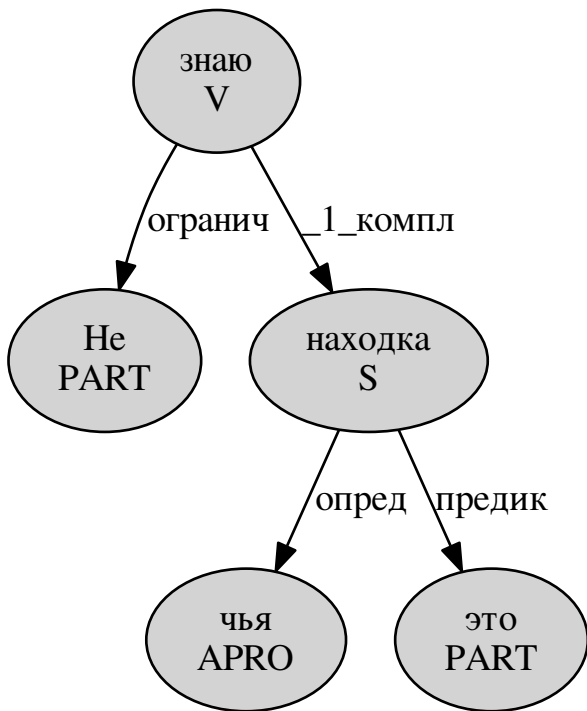 знаю
V
огранич
_1_компл
Не
PART
находка
S
опред
предик
чья
APRO
это
PART